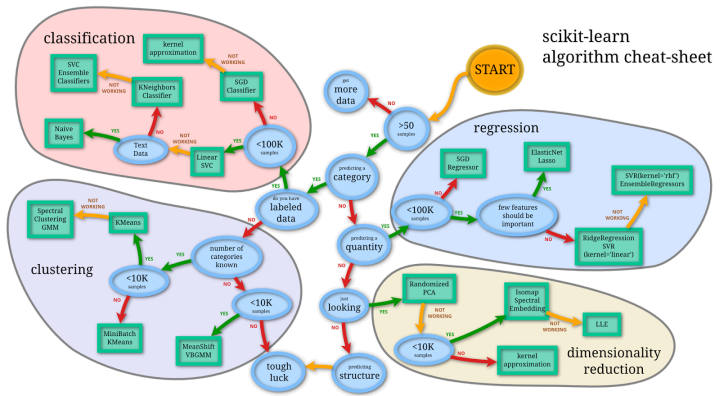 scikit-learn
algorithm cheat-sheet
START
get
more
data
NO
>50
samples
YES
predicting a
category
YES
NO
do you have
labeled
data
YES
NO
predicting a
quantity
YES
NO
just
looking
YES
NO
predicting
structure
tough
luck
classification
kernel
approximation
NOT
WORKING
SGD
Classifier
NO
<100K
samples
YES
Linear
SVC
NOT
WORKING
Text
Data
YES
NO
Naive
Bayes
KNeighbors
Classifier
NOT
WORKING
SVC
Ensemble
Classifiers
regression
SGD
Regressor
NO
<100K
samples
YES
few features
should be
important
YES
NO
ElasticNet
Lasso
SVR(kernel='rbf')
EnsembleRegressors
NOT
WORKING
RidgeRegression
SVR
(kernel='linear')
clustering
Spectral
Clustering
GMM
NOT
WORKING
KMeans
YES
<10K
samples
NO
MiniBatch
KMeans
number of
categories
known
YES
NO
<10K
samples
YES
NO
MeanShift
VBGMM
dimensionality
reduction
Randomized
PCA
NOT
WORKING
<10K
samples
YES
NO
Isomap
Spectral
Embedding
NOT
WORKING
LLE
kernel
approximation